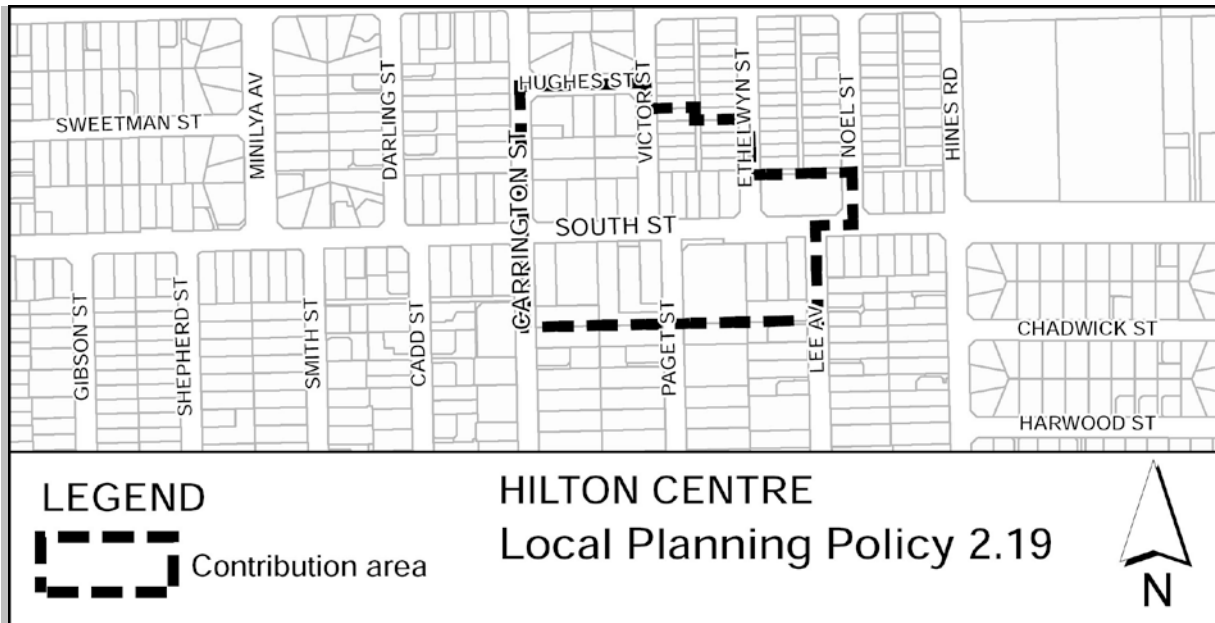 HUGHES ST
SWEETMAN ST
MINILYA AV
DARLING ST
CARRINGTON ST
VICTOR ST
ETHELWYN ST
NOEL ST
HINES RD
SOUTH ST
GIBSON ST
SHEPHERD ST
SMITH ST
CADD ST
PAGET ST
LEE AV
CHADWICK ST
HARWOOD ST
LEGEND
Contribution area
HILTON CENTRE
Local Planning Policy 2.19
N